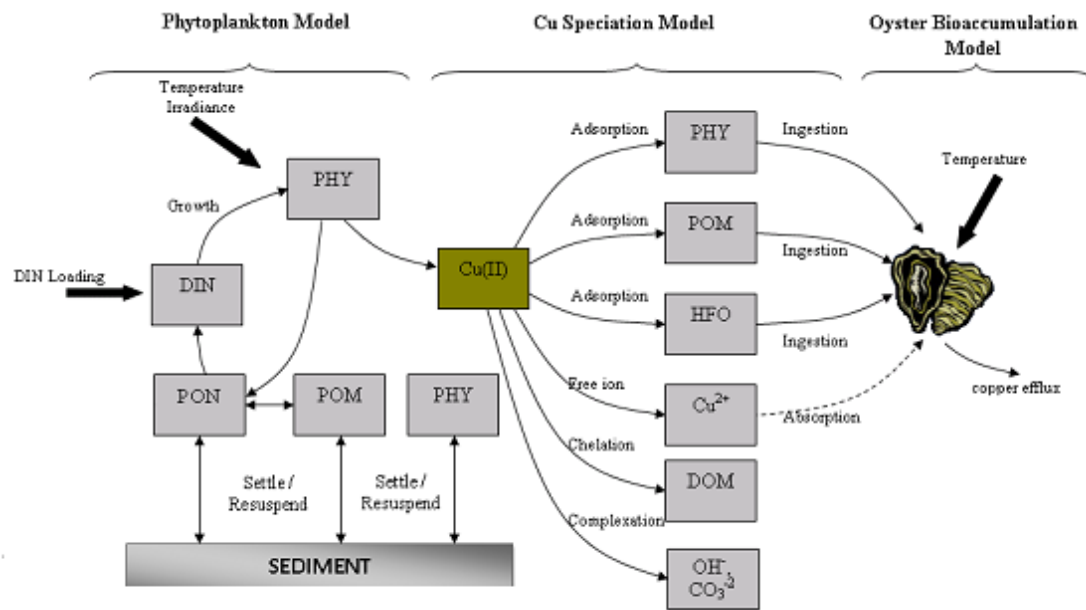 Phytoplankton Model
Cu Speciation Model
Oyster Bioaccumulation
Model
Temperature
Irradiance
PHY
Growth
DIN Loading
DIN
PON
POM
PHY
Settle /
Resuspend
Settle /
Resuspend
SEDIMENT
Cu(II)
Adsorption
PHY
Ingestion
Adsorption
POM
Ingestion
Adsorption
HFO
Ingestion
Free ion
Cu²⁺
Absorption
Chelation
DOM
Complexation
OH⁻,
CO₃⁻²
Temperature
copper efflux